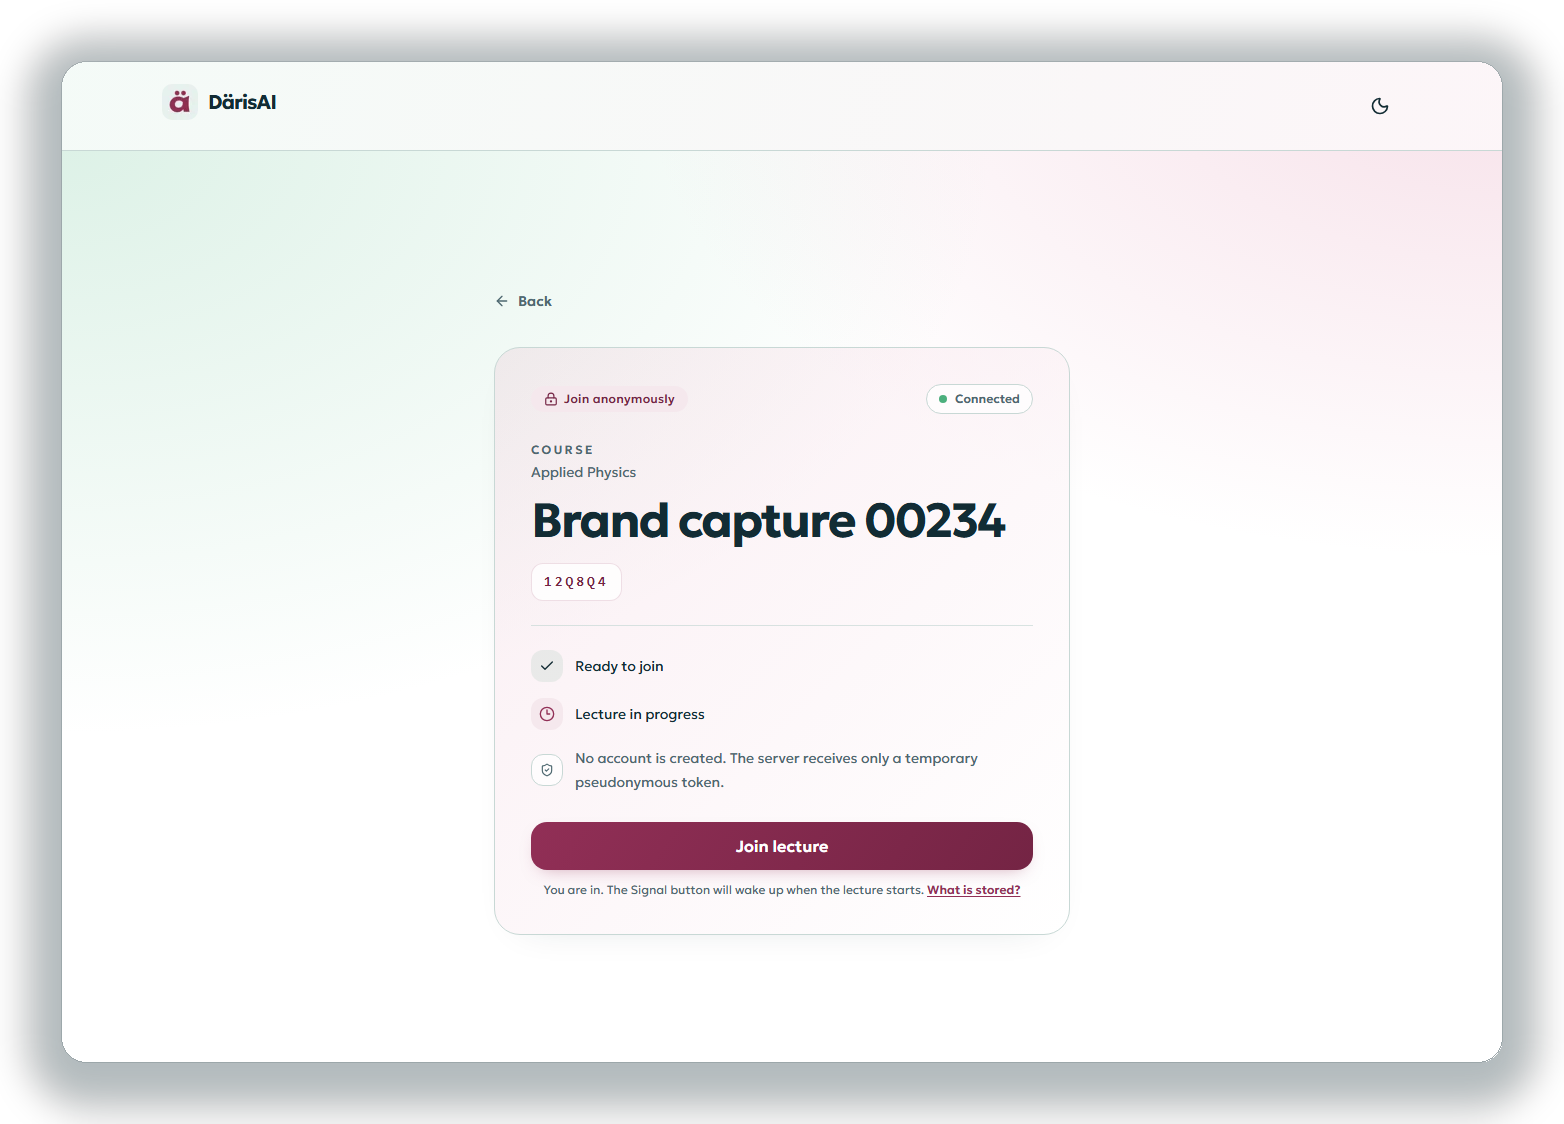 ä DärisAI
Back
Join anonymously
Connected
COURSE
Applied Physics
Brand capture 00234
12Q8Q4
Ready to join
Lecture in progress
No account is created. The server receives only a temporary
pseudonymous token.
Join lecture
You are in. The Signal button will wake up when the lecture starts. What is stored?